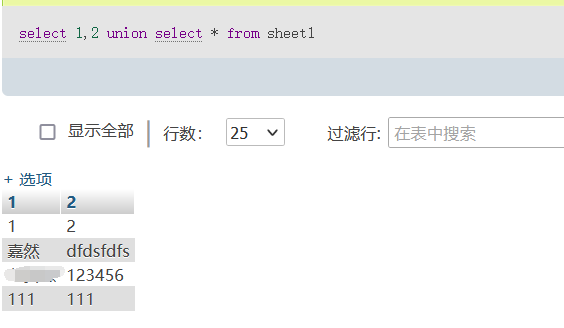 select 1,2 union select * from sheet1
显示全部 行数： 25 过滤行: 在表中搜索
+ 选项
1 2
1 2
嘉然 dfdsfdfs
123456
111 111